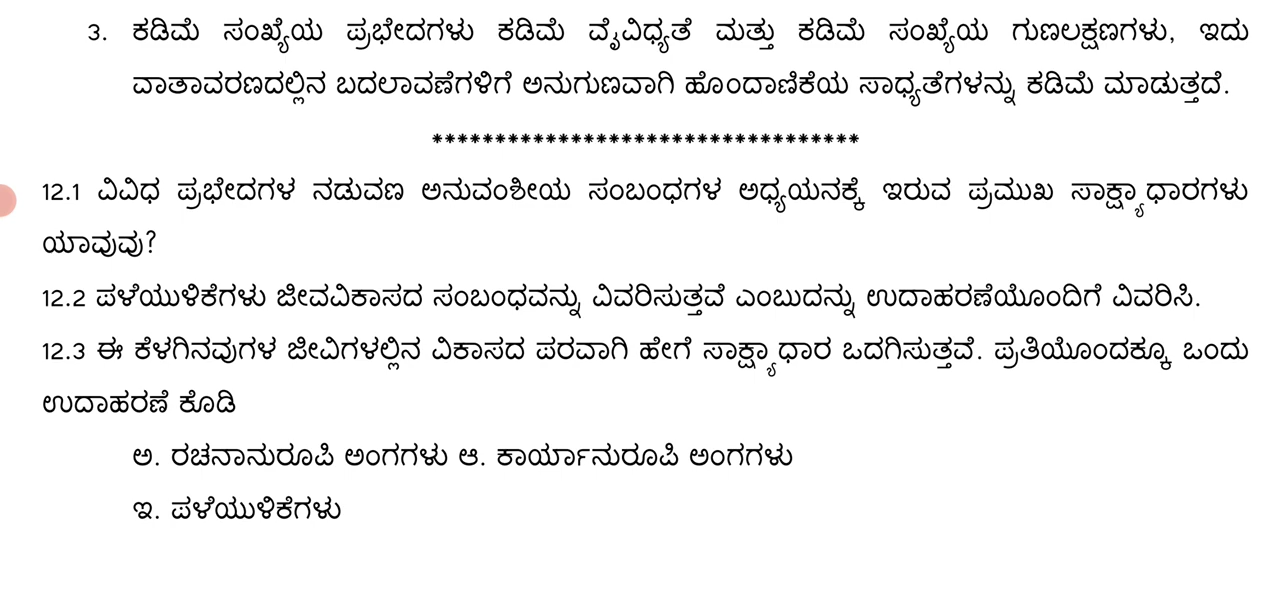 3. ಕಡಿಮೆ ಸಂಖ್ಯೆಯ ಪ್ರಭೇದಗಳು ಕಡಿಮೆ ವೈವಿಧ್ಯತೆ ಮತ್ತು ಕಡಿಮೆ ಸಂಖ್ಯೆಯ ಗುಣಲಕ್ಷಣಗಳು, ಇದು
ವಾತಾವರಣದಲ್ಲಿನ ಬದಲಾವಣೆಗಳಿಗೆ ಅನುಗುಣವಾಗಿ ಹೊಂದಾಣಿಕೆಯ ಸಾಧ್ಯತೆಗಳನ್ನು ಕಡಿಮೆ ಮಾಡುತ್ತದೆ.
**********************************
12.1 ವಿವಿಧ ಪ್ರಭೇದಗಳ ನಡುವಣ ಅನುವಂಶೀಯ ಸಂಬಂಧಗಳ ಅಧ್ಯಯನಕ್ಕೆ ಇರುವ ಪ್ರಮುಖ ಸಾಕ್ಷ್ಯಾಧಾರಗಳು
ಯಾವುವು?
12.2 ಪಳೆಯುಳಿಕೆಗಳು ಜೀವವಿಕಾಸದ ಸಂಬಂಧವನ್ನು ವಿವರಿಸುತ್ತವೆ ಎಂಬುದನ್ನು ಉದಾಹರಣೆಯೊಂದಿಗೆ ವಿವರಿಸಿ.
12.3 ಈ ಕೆಳಗಿನವುಗಳ ಜೀವಿಗಳಲ್ಲಿನ ವಿಕಾಸದ ಪರವಾಗಿ ಹೇಗೆ ಸಾಕ್ಷ್ಯಾಧಾರ ಒದಗಿಸುತ್ತವೆ. ಪ್ರತಿಯೊಂದಕ್ಕೂ ಒಂದು
ಉದಾಹರಣೆ ಕೊಡಿ
ಅ. ರಚನಾನುರೂಪಿ ಅಂಗಗಳು ಆ. ಕಾರ್ಯಾನುರೂಪಿ ಅಂಗಗಳು
ಇ. ಪಳೆಯುಳಿಕೆಗಳು